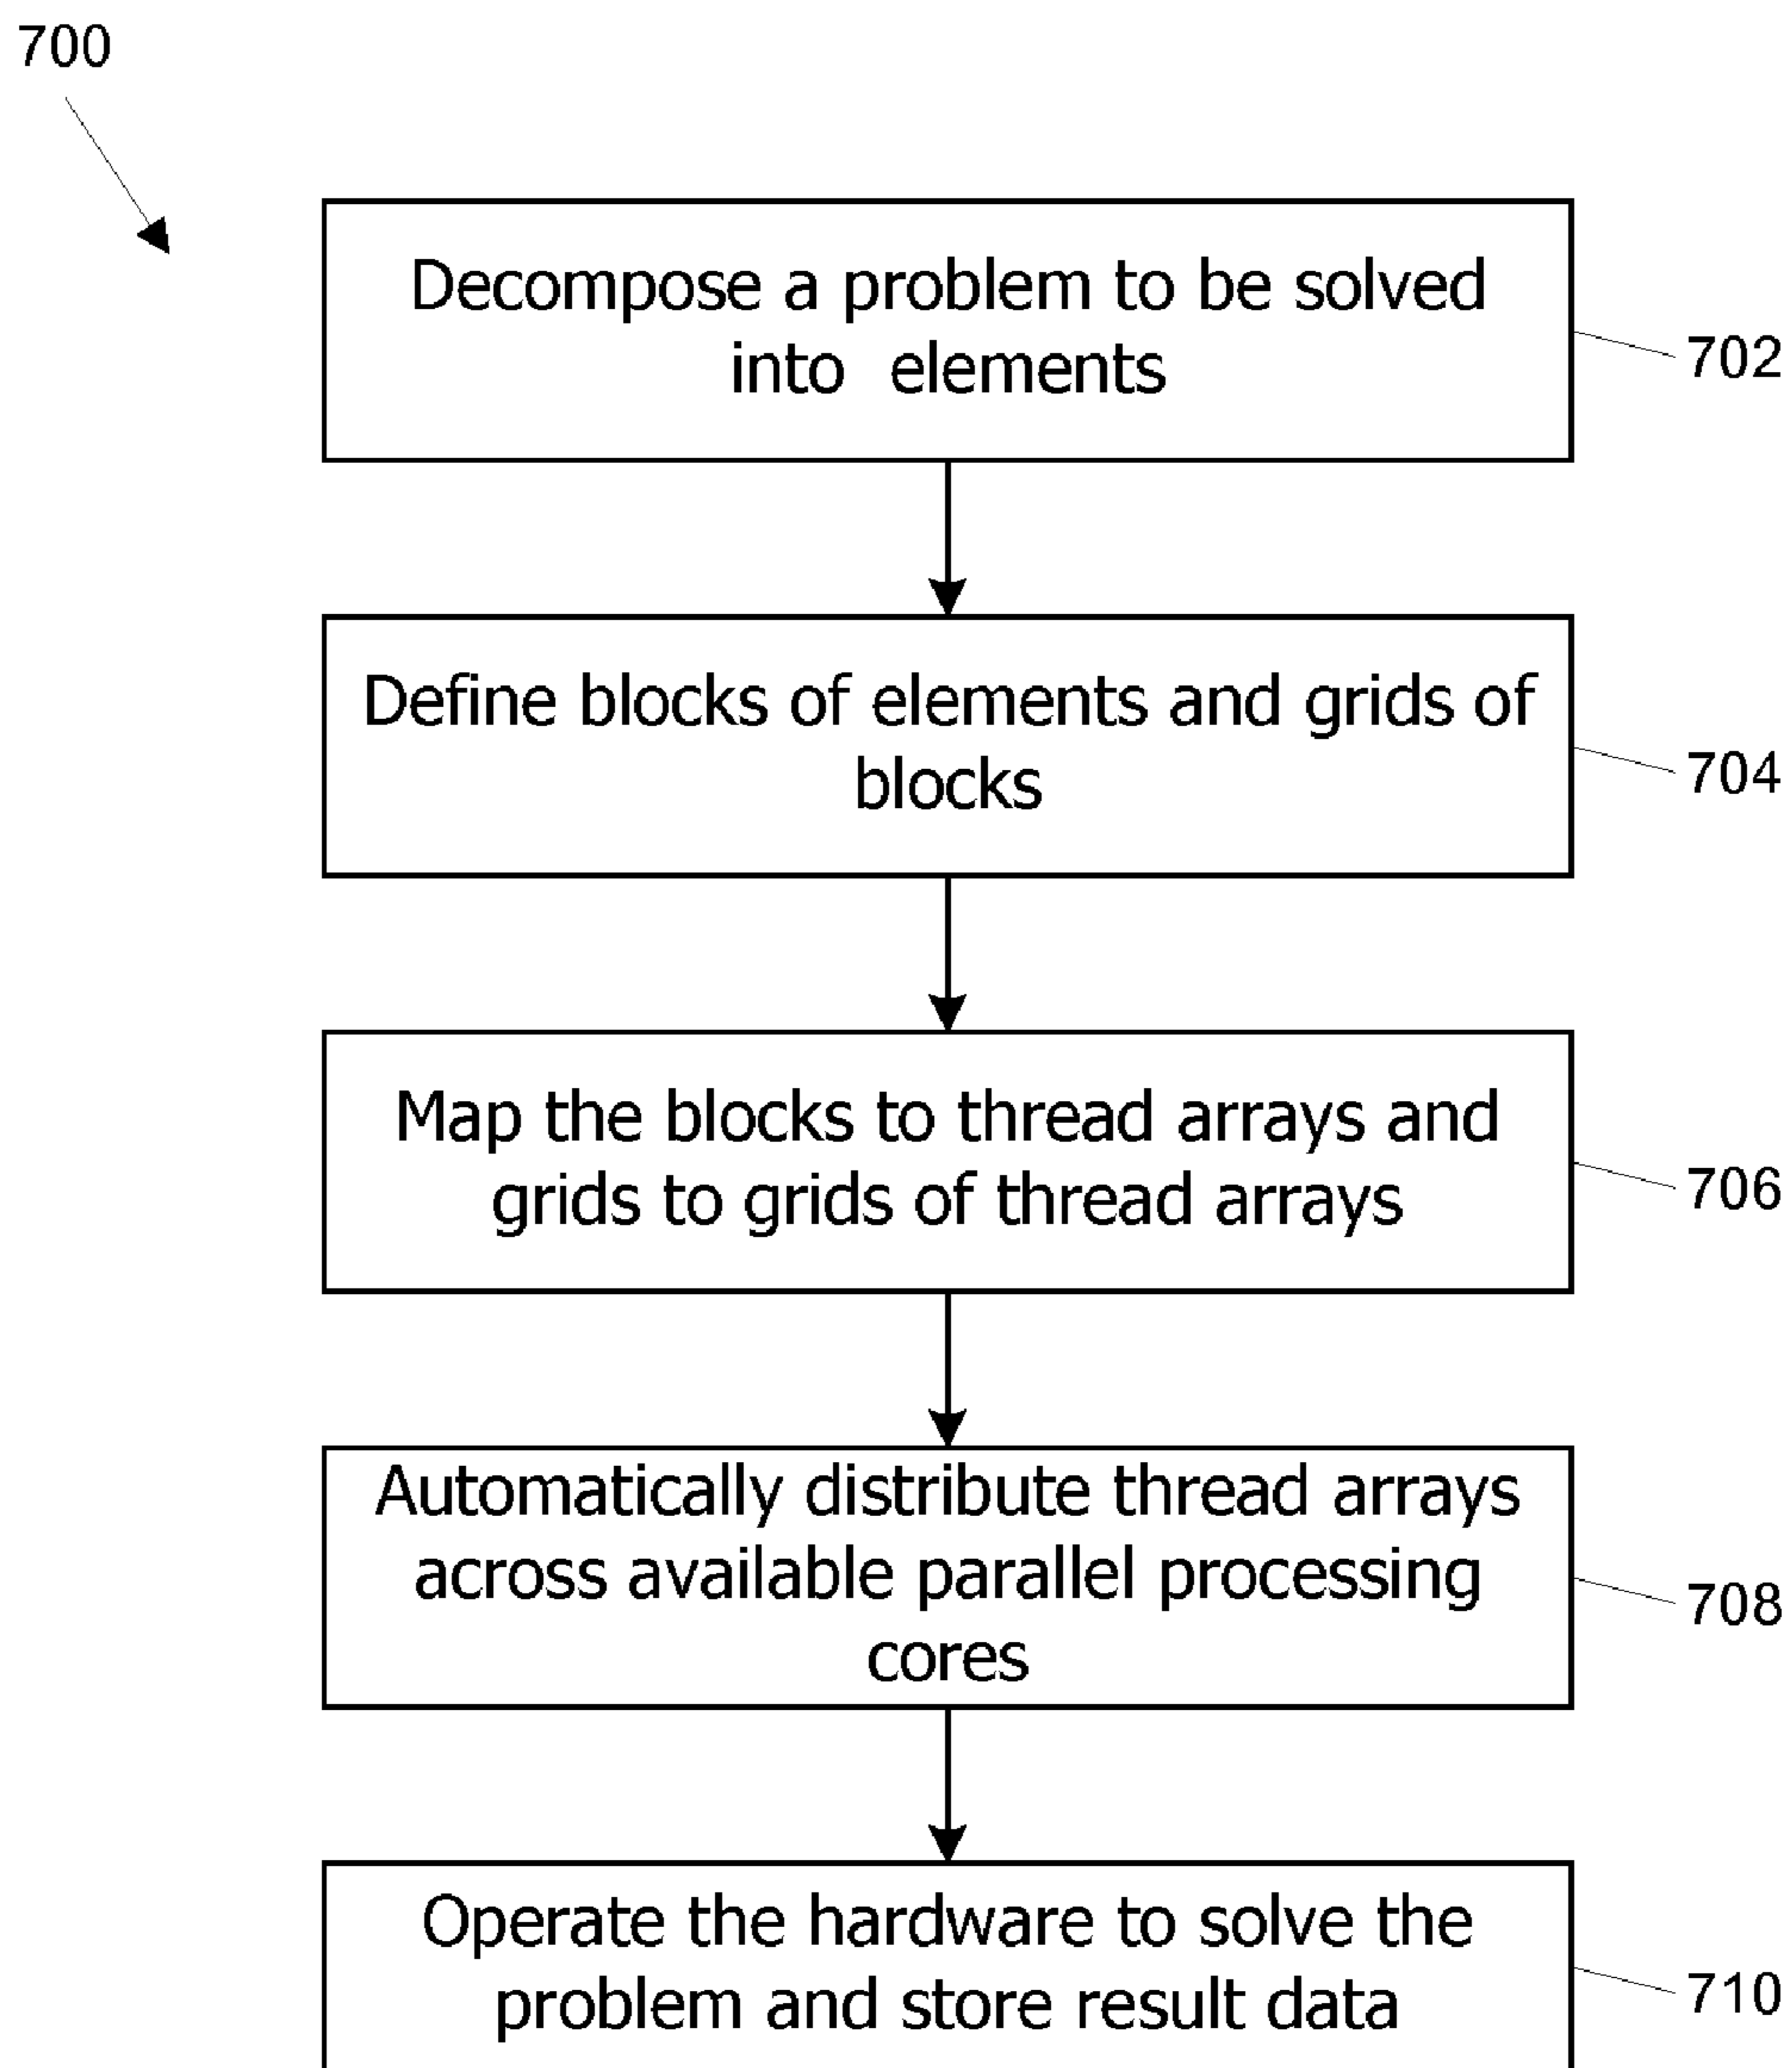 700
Decompose a problem to be solved
into elements
702
Define blocks of elements and grids of
blocks
704
Map the blocks to thread arrays and
grids to grids of thread arrays
706
Automatically distribute thread arrays
across available parallel processing
cores
708
Operate the hardware to solve the
problem and store result data
710